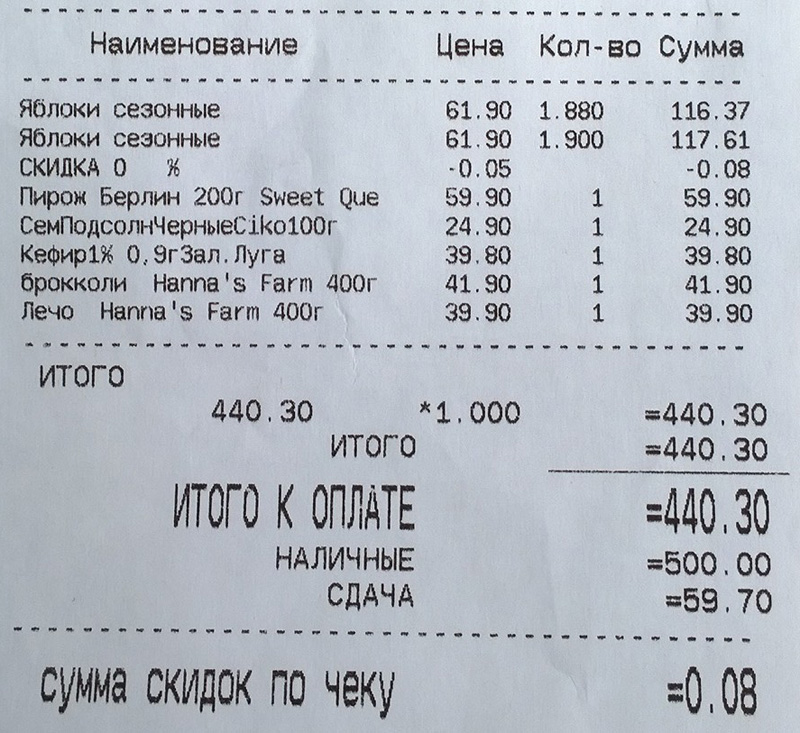 Наименование Цена Кол-во Сумма
Яблоки сезонные 61.90 1.880 116.37
Яблоки сезонные 61.90 1.900 117.61
СКИДКА 0 % -0.05 -0.08
Пирож Берлин 200г Sweet Que 59.90 1 59.90
СемПодсолнЧерныеCiko100г 24.90 1 24.90
Кефир1% 0,9гЗал.Луга 39.80 1 39.80
брокколи Hanna's Farm 400г 41.90 1 41.90
Лечо Hanna's Farm 400г 39.90 1 39.90
ИТОГО
440.30 *1.000 =440.30
ИТОГО =440.30
ИТОГО К ОПЛАТЕ =440.30
НАЛИЧНЫЕ =500.00
СДАЧА =59.70
сумма скидок по чеку =0.08